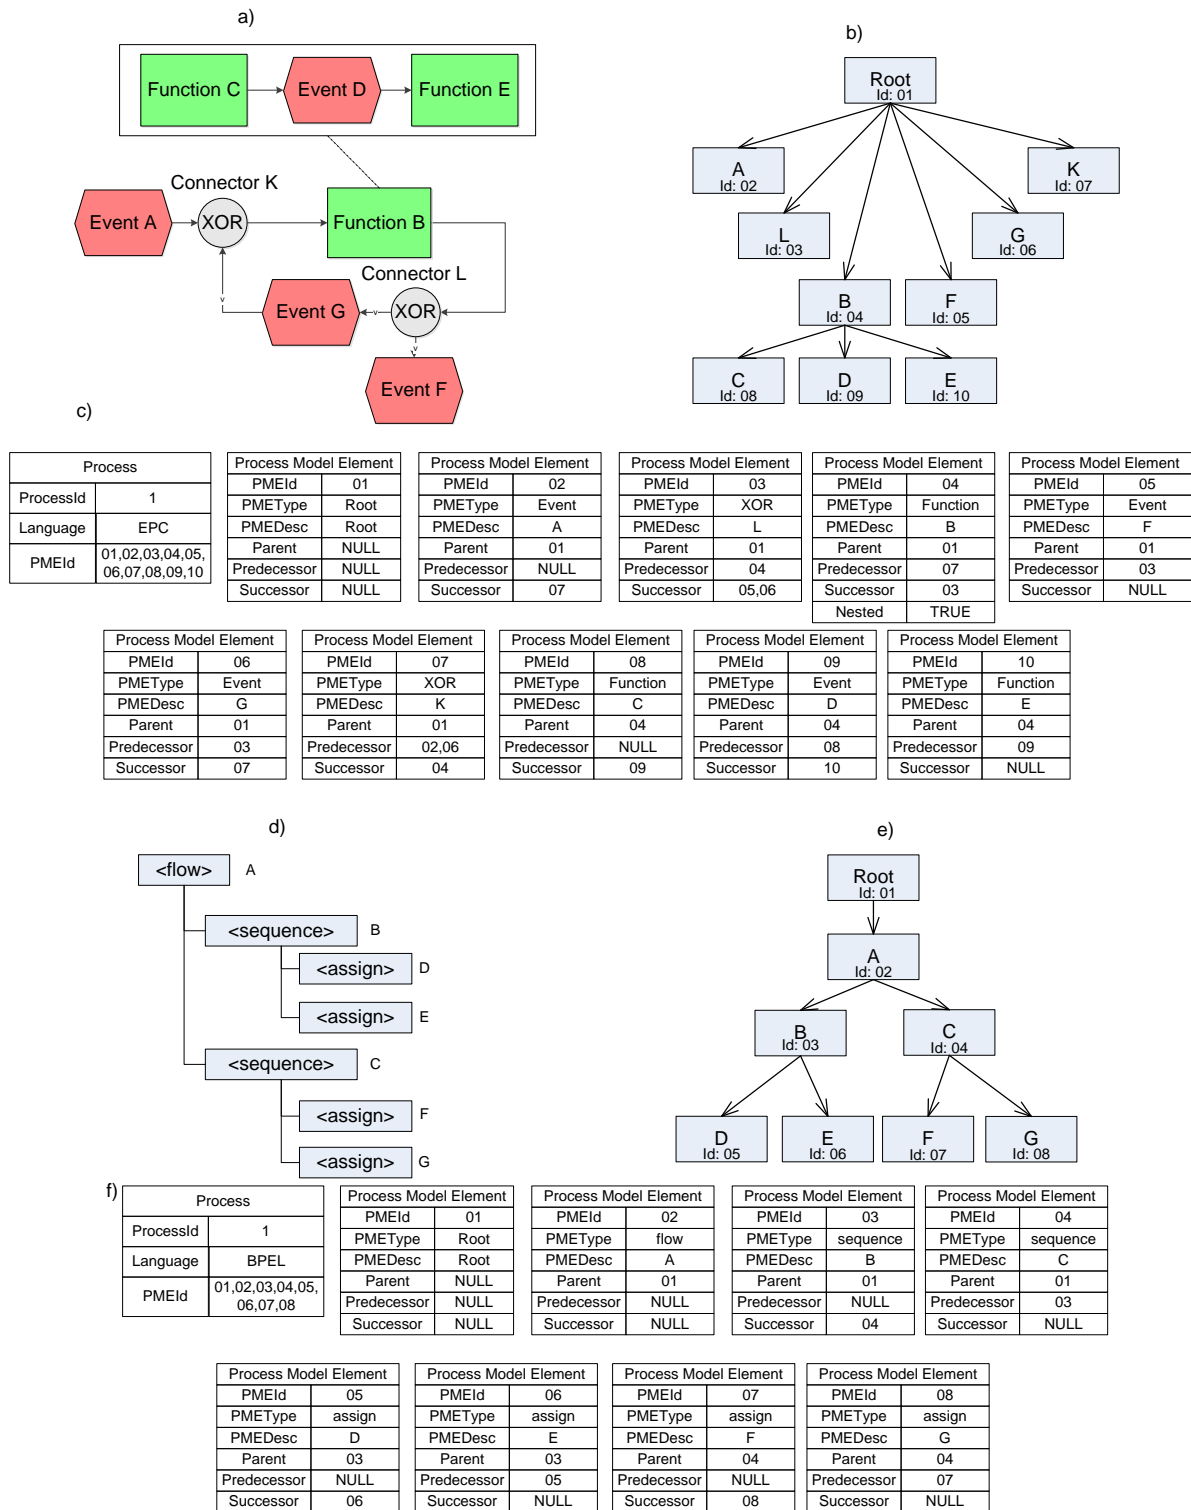 a)
Function C
Event D
Function E
Connector K
Event A
XOR
Function B
Connector L
Event G
v
XOR
v
v
Event F
b)
Root
Id: 01
A
Id: 02
K
Id: 07
L
Id: 03
G
Id: 06
B
Id: 04
F
Id: 05
C
Id: 08
D
Id: 09
E
Id: 10
c)
Process
ProcessId 1
Language EPC
PMEId 01,02,03,04,05,
06,07,08,09,10
Process Model Element
PMEId 01
PMEType Root
PMEDesc Root
Parent NULL
Predecessor NULL
Successor NULL
Process Model Element
PMEId 02
PMEType Event
PMEDesc A
Parent 01
Predecessor NULL
Successor 07
Process Model Element
PMEId 03
PMEType XOR
PMEDesc L
Parent 01
Predecessor 04
Successor 05,06
Process Model Element
PMEId 04
PMEType Function
PMEDesc B
Parent 01
Predecessor 07
Successor 03
Nested TRUE
Process Model Element
PMEId 05
PMEType Event
PMEDesc F
Parent 01
Predecessor 03
Successor NULL
Process Model Element
PMEId 06
PMEType Event
PMEDesc G
Parent 01
Predecessor 03
Successor 07
Process Model Element
PMEId 07
PMEType XOR
PMEDesc K
Parent 01
Predecessor 02,06
Successor 04
Process Model Element
PMEId 08
PMEType Function
PMEDesc C
Parent 04
Predecessor NULL
Successor 09
Process Model Element
PMEId 09
PMEType Event
PMEDesc D
Parent 04
Predecessor 08
Successor 10
Process Model Element
PMEId 10
PMEType Function
PMEDesc E
Parent 04
Predecessor 09
Successor NULL
d)
<flow> A
<sequence> B
<assign> D
<assign> E
<sequence> C
<assign> F
<assign> G
e)
Root
Id: 01
A
Id: 02
B
Id: 03
C
Id: 04
D
Id: 05
E
Id: 06
F
Id: 07
G
Id: 08
f)
Process
ProcessId 1
Language BPEL
PMEId 01,02,03,04,05,
06,07,08
Process Model Element
PMEId 01
PMEType Root
PMEDesc Root
Parent NULL
Predecessor NULL
Successor NULL
Process Model Element
PMEId 02
PMEType flow
PMEDesc A
Parent 01
Predecessor NULL
Successor NULL
Process Model Element
PMEId 03
PMEType sequence
PMEDesc B
Parent 01
Predecessor NULL
Successor 04
Process Model Element
PMEId 04
PMEType sequence
PMEDesc C
Parent 01
Predecessor 03
Successor NULL
Process Model Element
PMEId 05
PMEType assign
PMEDesc D
Parent 03
Predecessor NULL
Successor 06
Process Model Element
PMEId 06
PMEType assign
PMEDesc E
Parent 03
Predecessor 05
Successor NULL
Process Model Element
PMEId 07
PMEType assign
PMEDesc F
Parent 04
Predecessor NULL
Successor 08
Process Model Element
PMEId 08
PMEType assign
PMEDesc G
Parent 04
Predecessor 07
Successor NULL